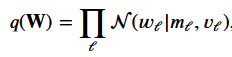 q(𝐖) = ∏_ℓ 𝒩(w_ℓ|m_ℓ, v_ℓ),